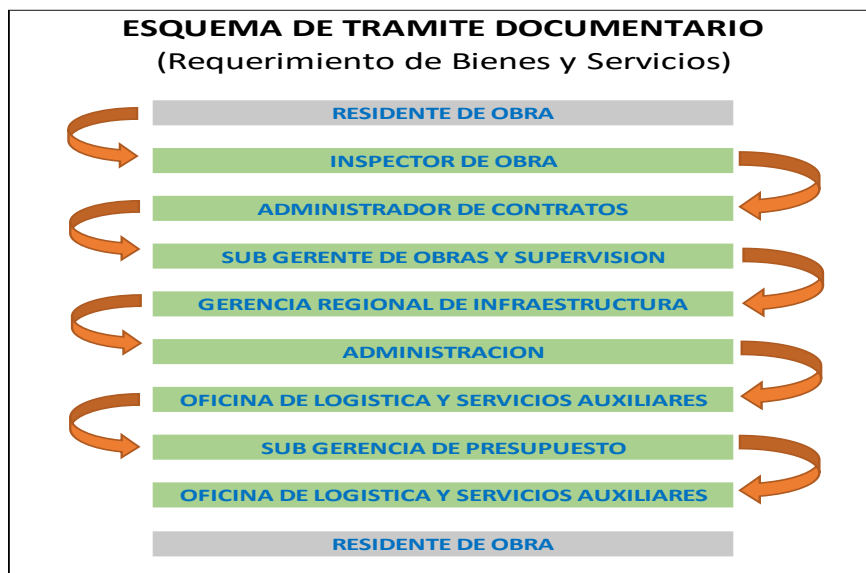 ESQUEMA DE TRAMITE DOCUMENTARIO
(Requerimiento de Bienes y Servicios)
RESIDENTE DE OBRA
INSPECTOR DE OBRA
ADMINISTRADOR DE CONTRATOS
SUB GERENTE DE OBRAS Y SUPERVISION
GERENCIA REGIONAL DE INFRAESTRUCTURA
ADMINISTRACION
OFICINA DE LOGISTICA Y SERVICIOS AUXILIARES
SUB GERENCIA DE PRESUPUESTO
OFICINA DE LOGISTICA Y SERVICIOS AUXILIARES
RESIDENTE DE OBRA